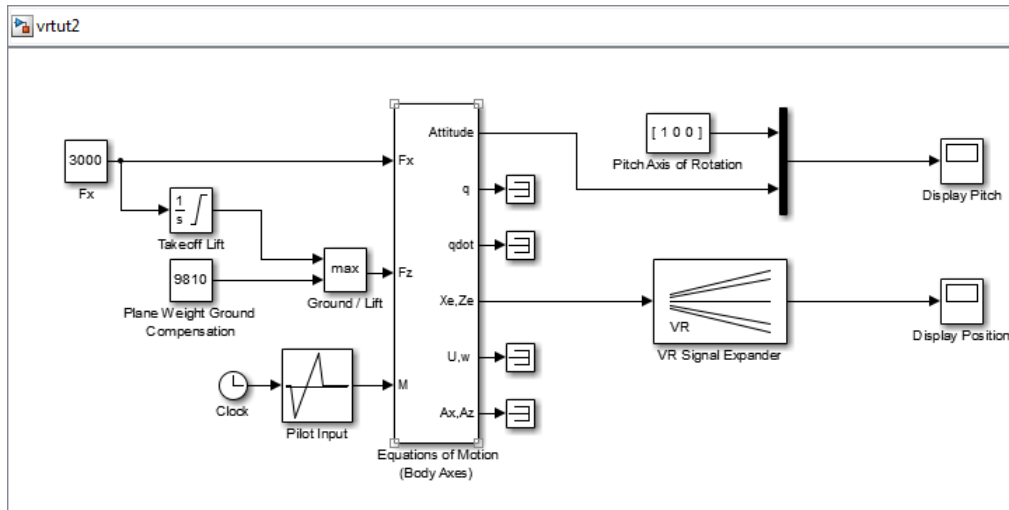 vrtut2
3000
Fx
1
s
Takeoff Lift
9810
Plane Weight Ground
Compensation
max
Ground / Lift
Clock
Pilot Input
Fx
Fz
M
Attitude
q
qdot
Xe,Ze
U,w
Ax,Az
Equations of Motion
(Body Axes)
[ 1 0 0 ]
Pitch Axis of Rotation
VR
VR Signal Expander
Display Pitch
Display Position